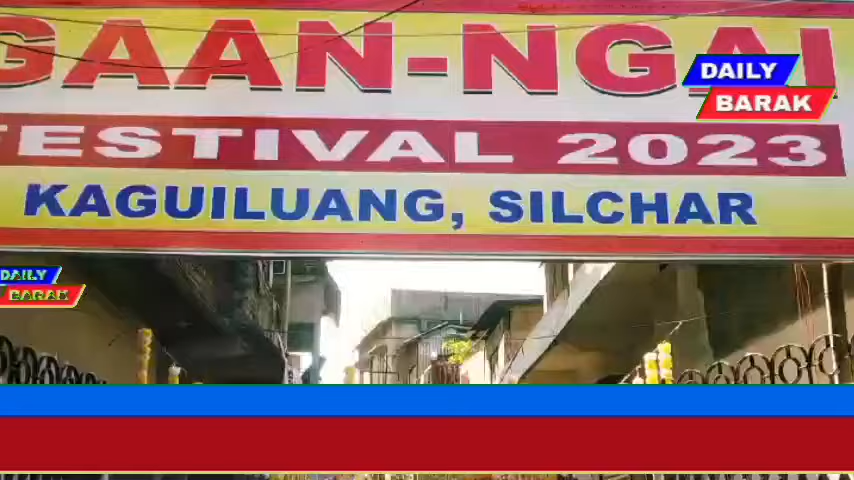 GAAN-NGAI
FESTIVAL 2023
KAGUILUANG, SILCHAR
DAILY
BARAK
DAILY
BARAK